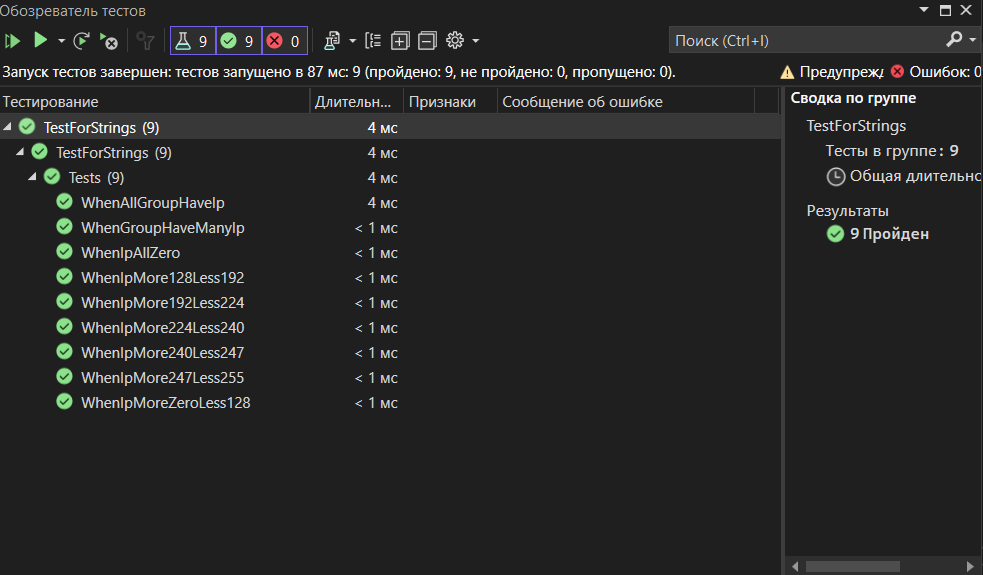 Обозреватель тестов
9 9 0
Поиск (Ctrl+I)
Запуск тестов завершен: тестов запущено в 87 мс: 9 (пройдено: 9, не пройдено: 0, пропущено: 0).
Предупрежд Ошибок: 0
Тестирование Длительн... Признаки Сообщение об ошибке
TestForStrings (9) 4 мс
TestForStrings (9) 4 мс
Tests (9) 4 мс
WhenAllGroupHaveIp 4 мс
WhenGroupHaveManyIp < 1 мс
WhenIpAllZero < 1 мс
WhenIpMore128Less192 < 1 мс
WhenIpMore192Less224 < 1 мс
WhenIpMore224Less240 < 1 мс
WhenIpMore240Less247 < 1 мс
WhenIpMore247Less255 < 1 мс
WhenIpMoreZeroLess128 < 1 мс
Сводка по группе
TestForStrings
Тесты в группе: 9
Общая длительнс
Результаты
9 Пройден